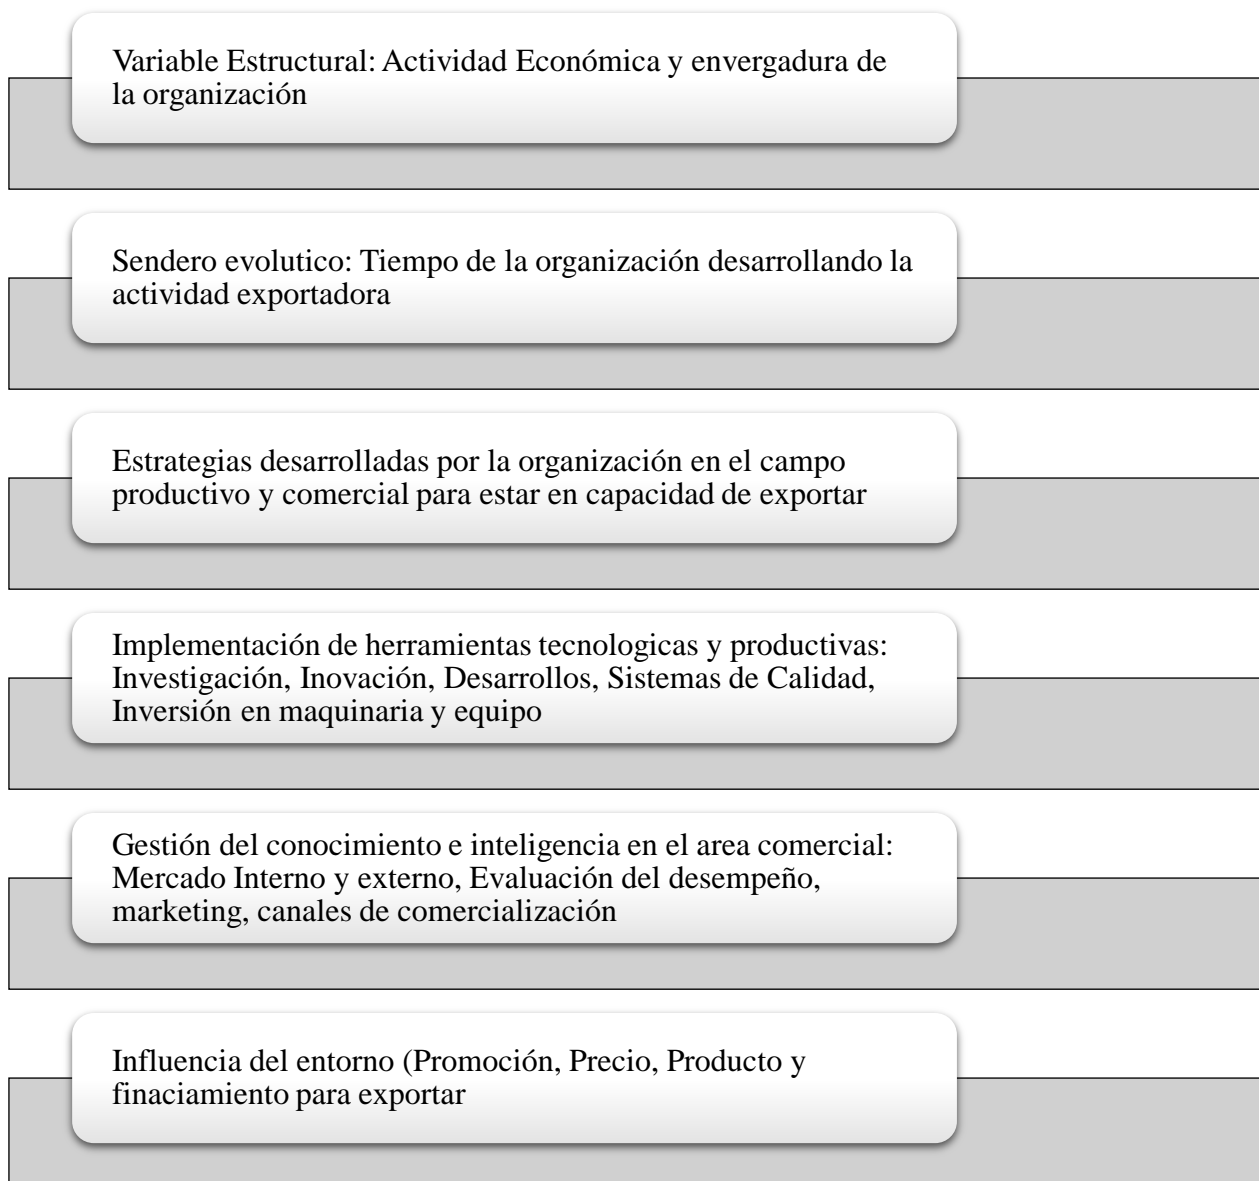 Variable Estructural: Actividad Económica y envergadura de
la organización
Sendero evolutico: Tiempo de la organización desarrollando la
actividad exportadora
Estrategias desarrolladas por la organización en el campo
productivo y comercial para estar en capacidad de exportar
Implementación de herramientas tecnologicas y productivas:
Investigación, Inovación, Desarrollos, Sistemas de Calidad,
Inversión en maquinaria y equipo
Gestión del conocimiento e inteligencia en el area comercial:
Mercado Interno y externo, Evaluación del desempeño,
marketing, canales de comercialización
Influencia del entorno (Promoción, Precio, Producto y
finaciamiento para exportar